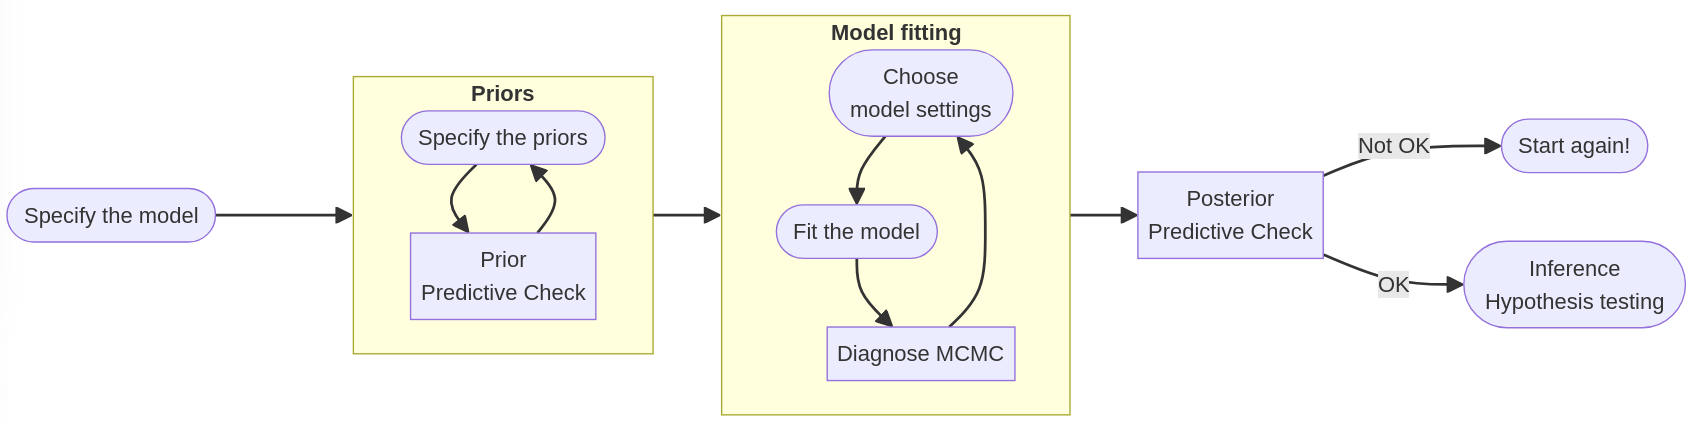 Specify the model
Priors
Specify the priors
Prior
Predictive Check
Model fitting
Choose
model settings
Fit the model
Diagnose MCMC
Posterior
Predictive Check
Not OK
Start again!
OK
Inference
Hypothesis testing